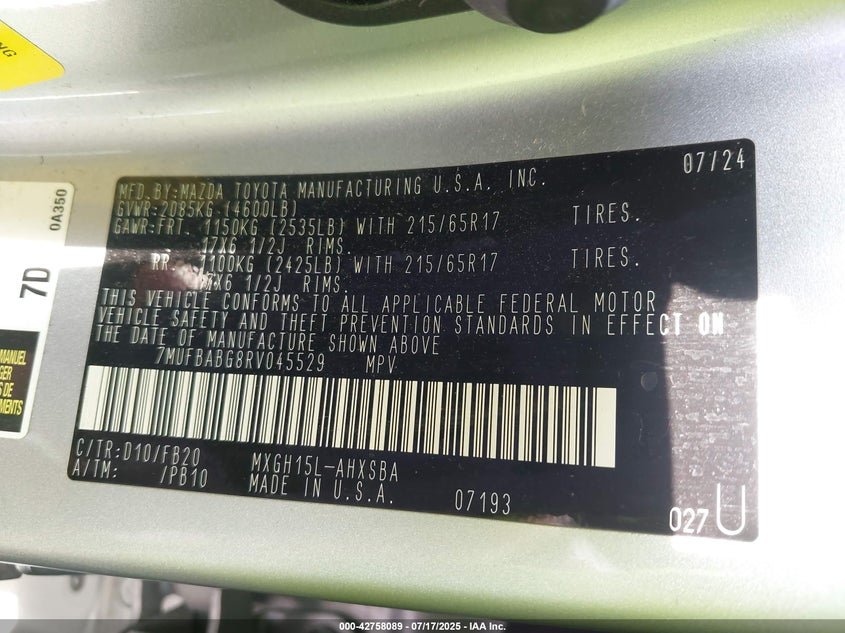 07/24
MFD. BY:MAZDA TOYOTA MANUFACTURING U.S.A. INC.
GVWR:2085KG (4600LB)
GAWR:FRT. 1150KG (2535LB) WITH 215/65R17 TIRES.
17X6 1/2J RIMS.
RR. 1100KG (2425LB) WITH 215/65R17 TIRES.
17X6 1/2J RIMS.
THIS VEHICLE CONFORMS TO ALL APPLICABLE FEDERAL MOTOR
VEHICLE SAFETY AND THEFT PREVENTION STANDARDS IN EFFECT ON
THE DATE OF MANUFACTURE SHOWN ABOVE
7MUFBABG8RV045529 MPV
C/TR:D10/FB20 MXGH15L-AHXSBA
A/TM: /PB10 MADE IN U.S.A. 07193
027 U
7D
0A350
MANUEL
DE
000-42758089 - 07/17/2025 - IAA Inc.